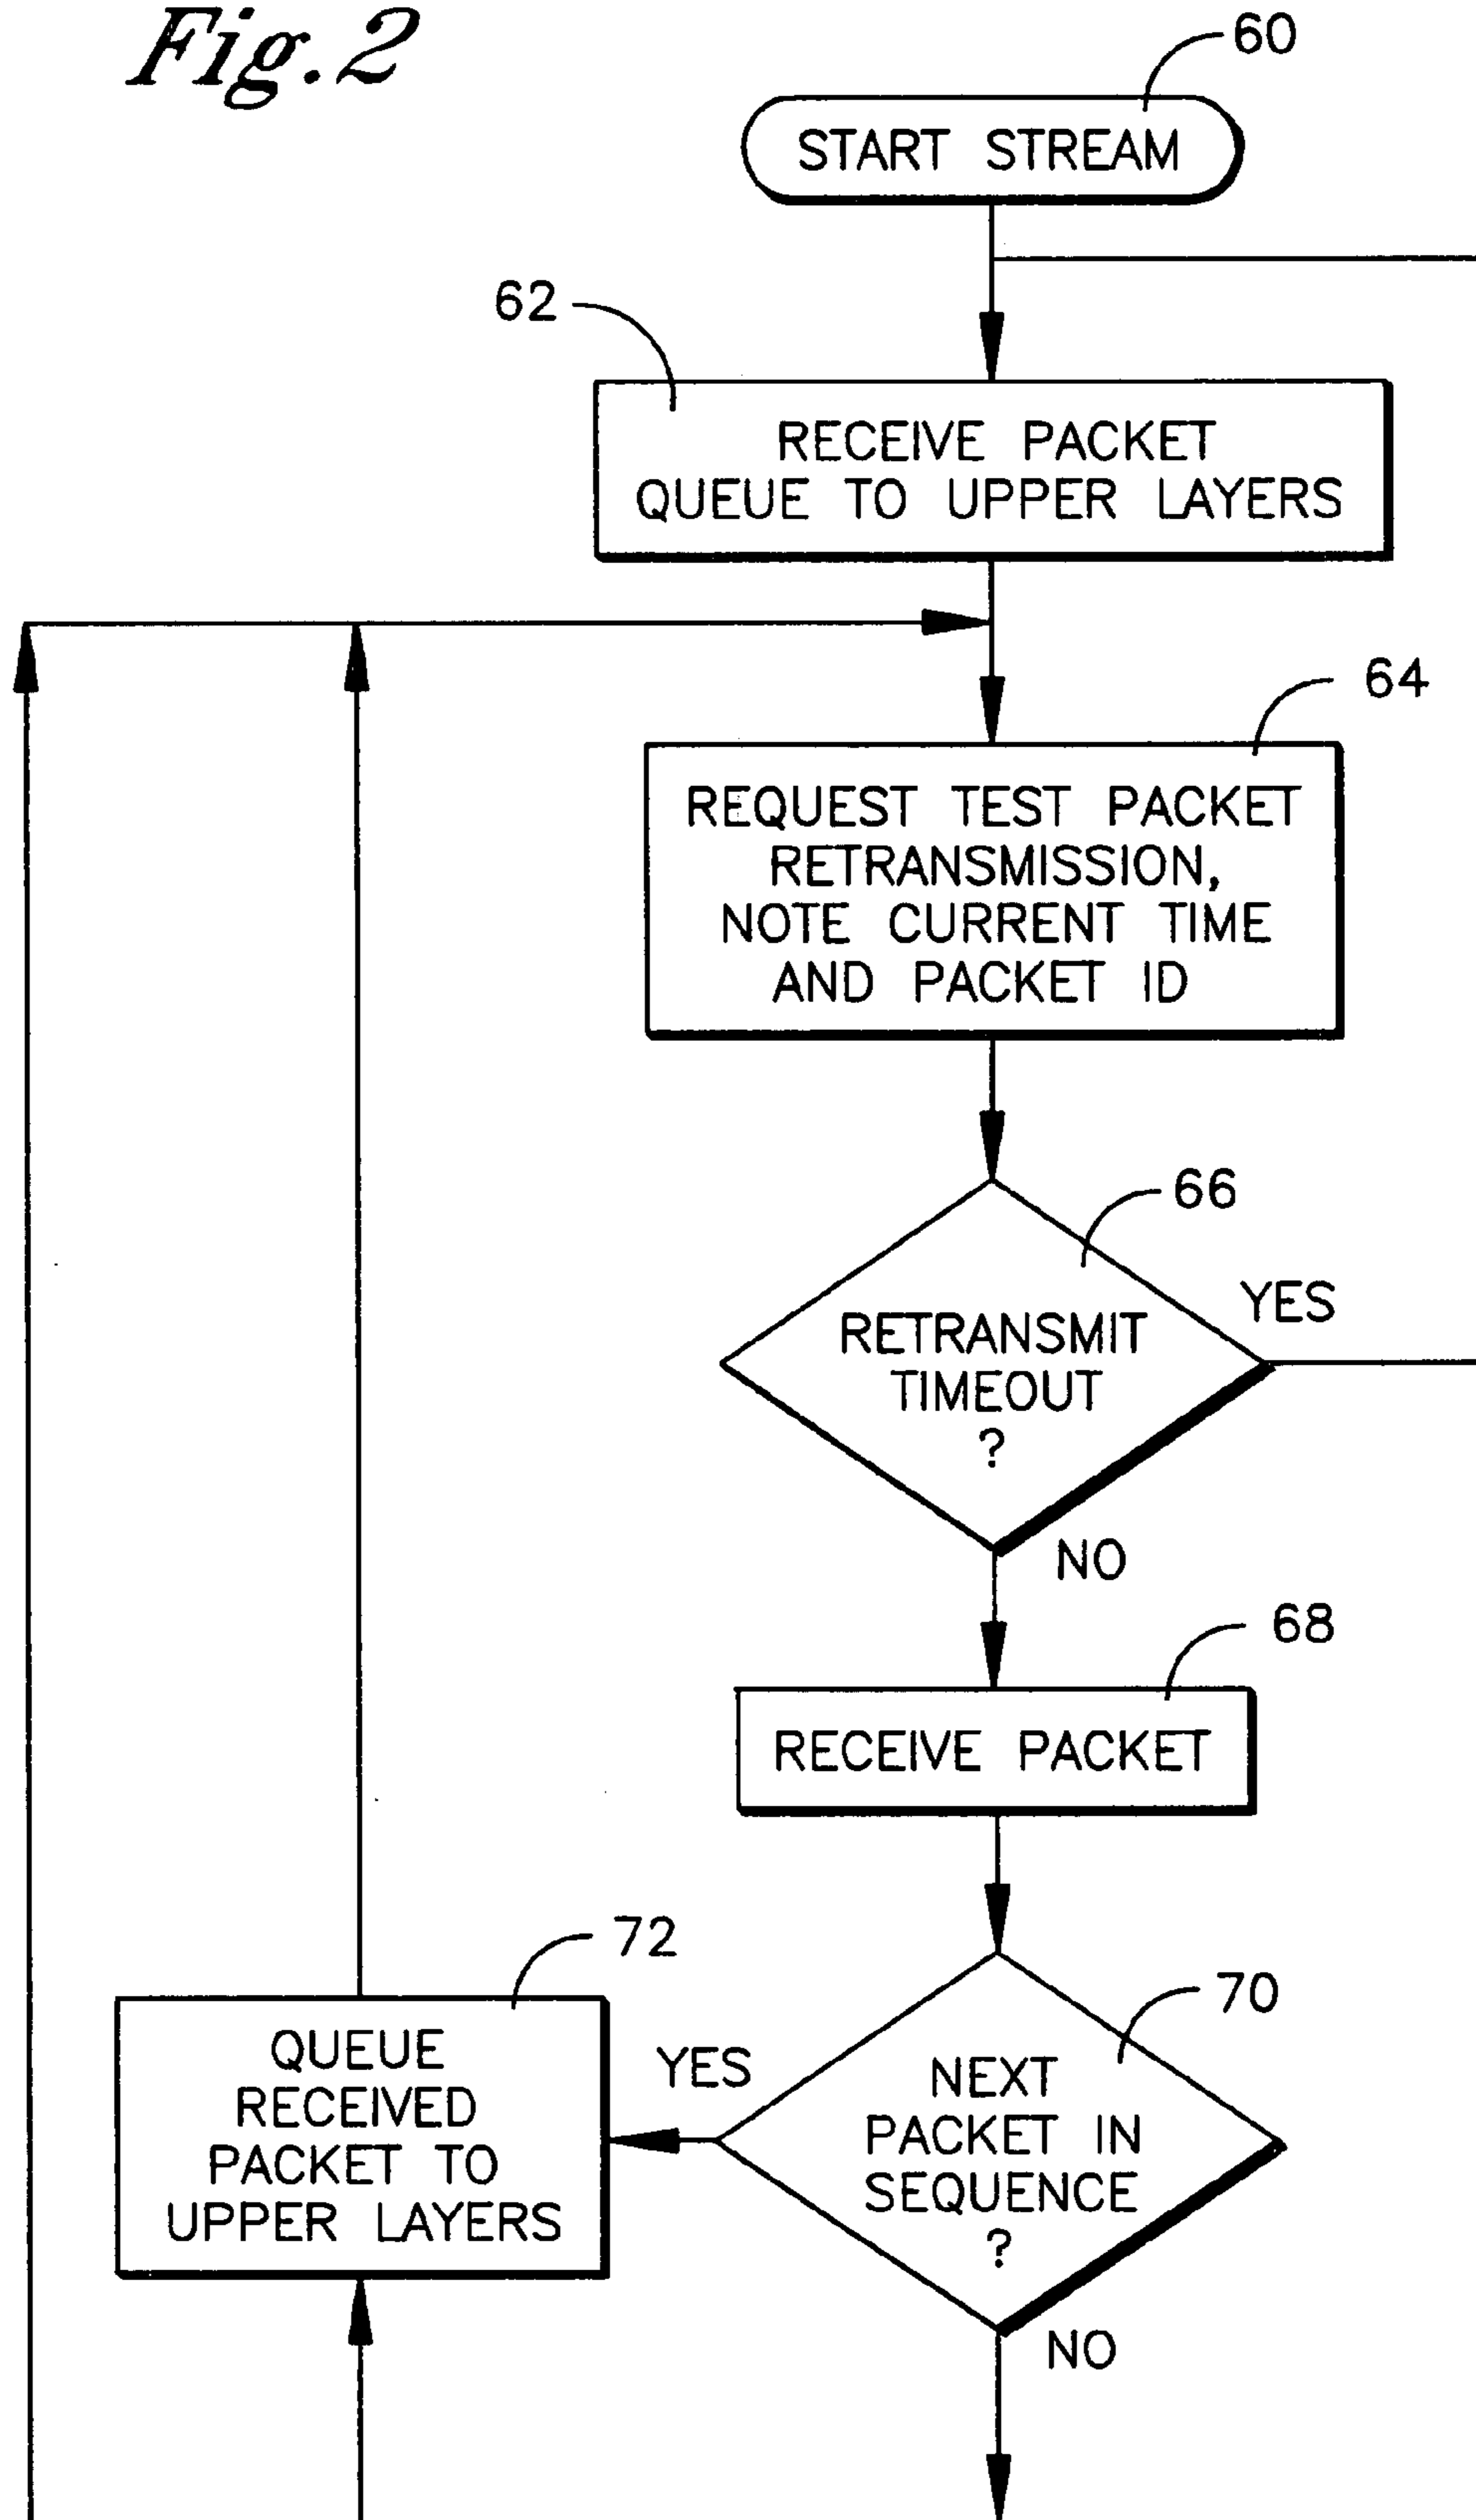 Fig.2
60
START STREAM
62
RECEIVE PACKET
QUEUE TO UPPER LAYERS
64
REQUEST TEST PACKET
RETRANSMISSION,
NOTE CURRENT TIME
AND PACKET ID
66
YES
RETRANSMIT
TIMEOUT
?
NO
68
RECEIVE PACKET
72
QUEUE
RECEIVED
PACKET TO
UPPER LAYERS
YES
70
NEXT
PACKET IN
SEQUENCE
?
NO